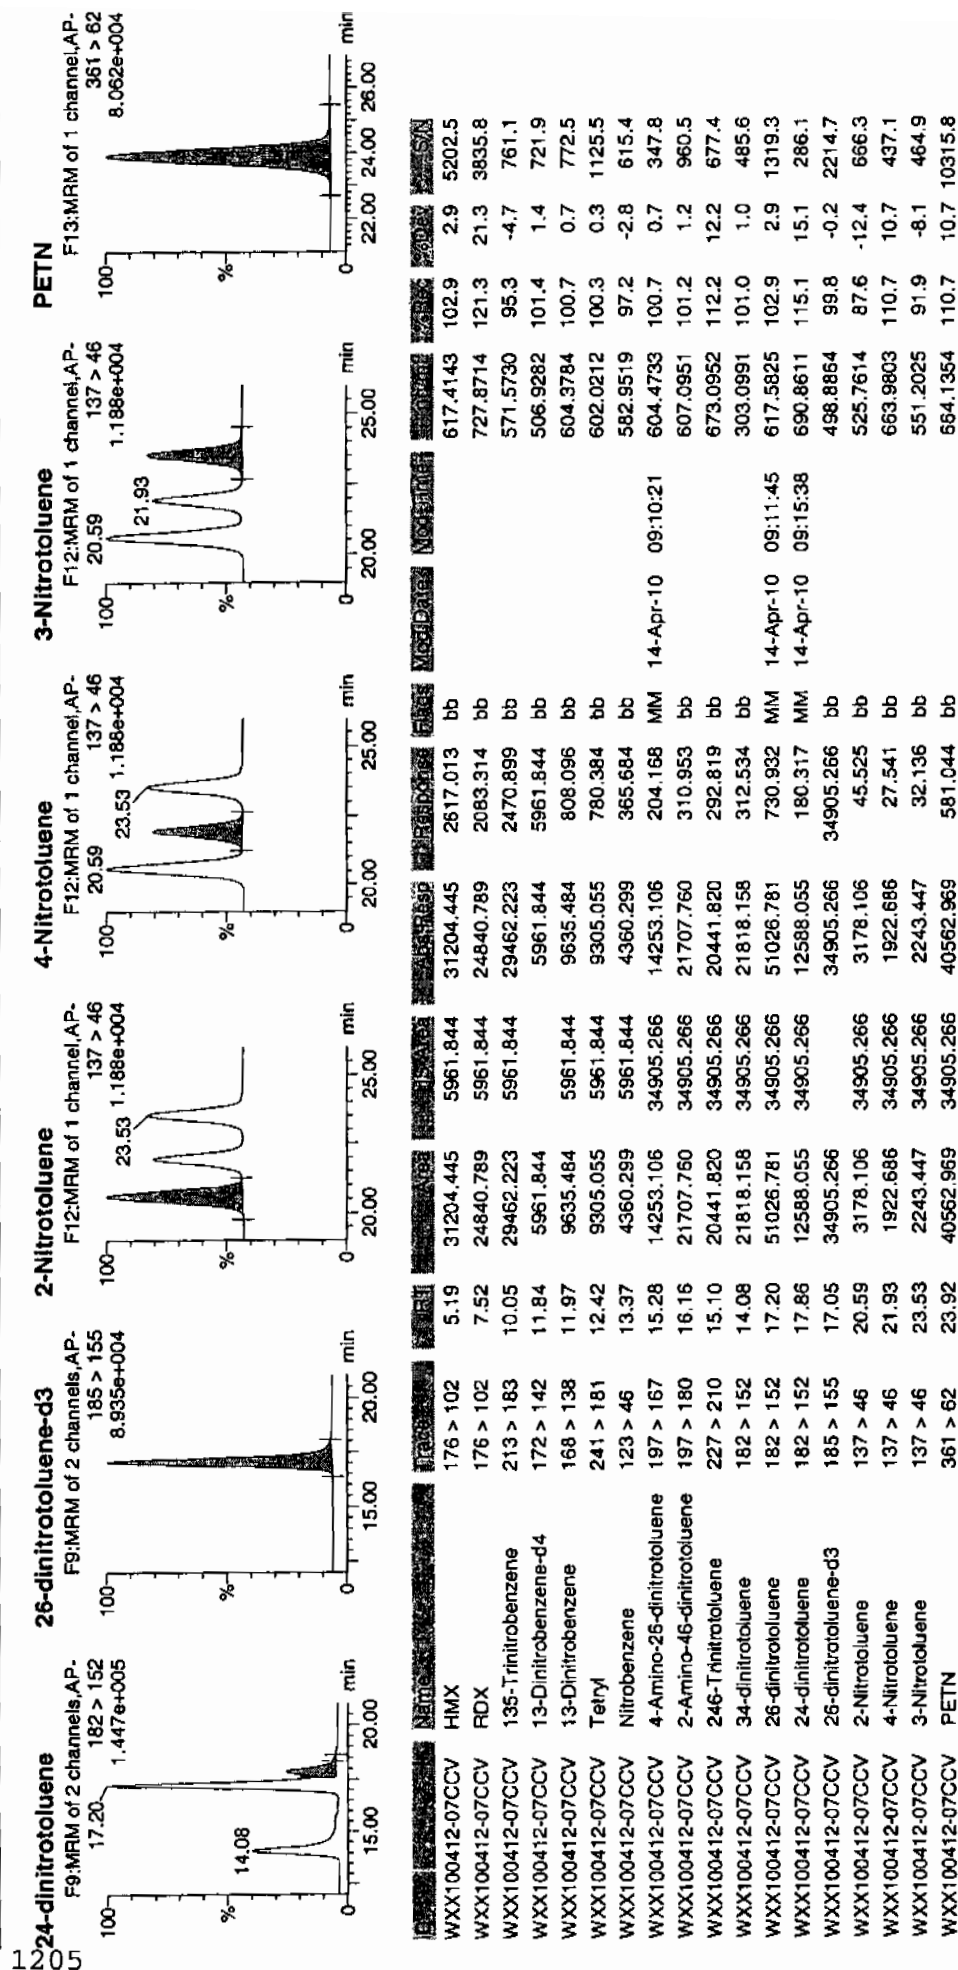 24-dinitrotoluene
F9:MRM of 2 channels,AP-
182 > 152
1.447e+005
100
%
0
17.20
14.08
15.00
20.00
min
26-dinitrotoluene-d3
F9:MRM of 2 channels,AP-
185 > 155
8.935e+004
100
%
0
15.00
20.00
min
2-Nitrotoluene
F12:MRM of 1 channel,AP-
137 > 46
1.188e+004
100
%
0
23.53
20.00
25.00
min
4-Nitrotoluene
F12:MRM of 1 channel,AP-
137 > 46
1.188e+004
100
%
0
20.59
23.53
20.00
25.00
min
3-Nitrotoluene
F12:MRM of 1 channel,AP-
137 > 46
1.188e+004
100
%
0
20.59
21.93
20.00
25.00
min
PETN
F13:MRM of 1 channel,AP-
361 > 62
8.062e+004
100
%
0
22.00
24.00
26.00
min
Name Trace RT Area IS Area Abs.Resp Response Flags Mod.Date Mod.Time %Rec %Dev S/N
WXX100412-07CCV HMX 176 > 102 5.19 31204.445 5961.844 31204.445 2617.013 bb 617.4143 102.9 2.9 5202.5
WXX100412-07CCV RDX 176 > 102 7.52 24840.789 5961.844 24840.789 2083.314 bb 727.8714 121.3 21.3 3835.8
WXX100412-07CCV 135-Trinitrobenzene 213 > 183 10.05 29462.223 5961.844 29462.223 2470.899 bb 571.5730 95.3 -4.7 761.1
WXX100412-07CCV 13-Dinitrobenzene-d4 172 > 142 11.84 5961.844 5961.844 5961.844 bb 506.9282 101.4 1.4 721.9
WXX100412-07CCV 13-Dinitrobenzene 168 > 138 11.97 9635.484 5961.844 9635.484 808.096 bb 604.3784 100.7 0.7 772.5
WXX100412-07CCV Tetryl 241 > 181 12.42 9305.055 5961.844 9305.055 780.384 bb 602.0212 100.3 0.3 1125.5
WXX100412-07CCV Nitrobenzene 123 > 46 13.37 4360.299 5961.844 4360.299 365.684 bb 582.9519 97.2 -2.8 615.4
WXX100412-07CCV 4-Amino-26-dinitrotoluene 197 > 167 15.28 14253.106 34905.266 14253.106 204.168 MM 14-Apr-10 09:10:21 604.4733 100.7 0.7 347.8
WXX100412-07CCV 2-Amino-46-dinitrotoluene 197 > 180 16.16 21707.760 34905.266 21707.760 310.953 bb 607.0951 101.2 1.2 960.5
WXX100412-07CCV 246-Trinitrotoluene 227 > 210 15.10 20441.820 34905.266 20441.820 292.819 bb 673.0952 112.2 12.2 677.4
WXX100412-07CCV 34-dinitrotoluene 182 > 152 14.08 21818.158 34905.266 21818.158 312.534 bb 303.0991 101.0 1.0 485.6
WXX100412-07CCV 26-dinitrotoluene 182 > 152 17.20 51026.781 34905.266 51026.781 730.932 MM 14-Apr-10 09:11:45 617.5825 102.9 2.9 1319.3
WXX100412-07CCV 24-dinitrotoluene 182 > 152 17.86 12588.055 34905.266 12588.055 180.317 MM 14-Apr-10 09:15:38 690.8611 115.1 15.1 286.1
WXX100412-07CCV 26-dinitrotoluene-d3 185 > 155 17.05 34905.266 34905.266 34905.266 bb 498.8864 99.8 -0.2 2214.7
WXX100412-07CCV 2-Nitrotoluene 137 > 46 20.59 3178.106 34905.266 3178.106 45.525 bb 525.7614 87.6 -12.4 666.3
WXX100412-07CCV 4-Nitrotoluene 137 > 46 21.93 1922.686 34905.266 1922.686 27.541 bb 663.9803 110.7 10.7 437.1
WXX100412-07CCV 3-Nitrotoluene 137 > 46 23.53 2243.447 34905.266 2243.447 32.136 bb 551.2025 91.9 -8.1 464.9
WXX100412-07CCV PETN 361 > 62 23.92 40562.969 34905.266 40562.969 581.044 bb 664.1354 110.7 10.7 10315.8
1205